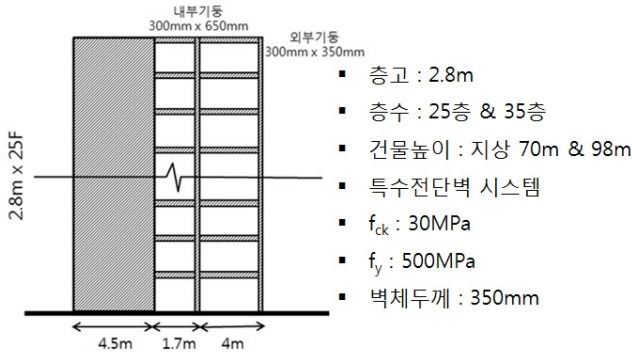 내부기둥
300mm x 650mm
외부기둥
300mm x 350mm
2.8m x 25F
4.5m 1.7m 4m
▪ 층고 : 2.8m
▪ 층수 : 25층 & 35층
▪ 건물높이 : 지상 70m & 98m
▪ 특수전단벽 시스템
▪ fck : 30MPa
▪ fy : 500MPa
▪ 벽체두께 : 350mm